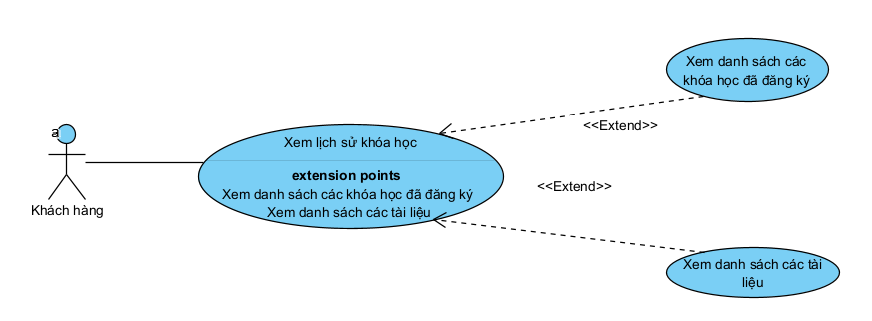 Xem danh sách các
khóa học đã đăng ký
<<Extend>>
a
Xem lịch sử khóa học
extension points
Xem danh sách các khóa học đã đăng ký
Xem danh sách các tài liệu
Khách hàng
<<Extend>>
Xem danh sách các tài
liệu